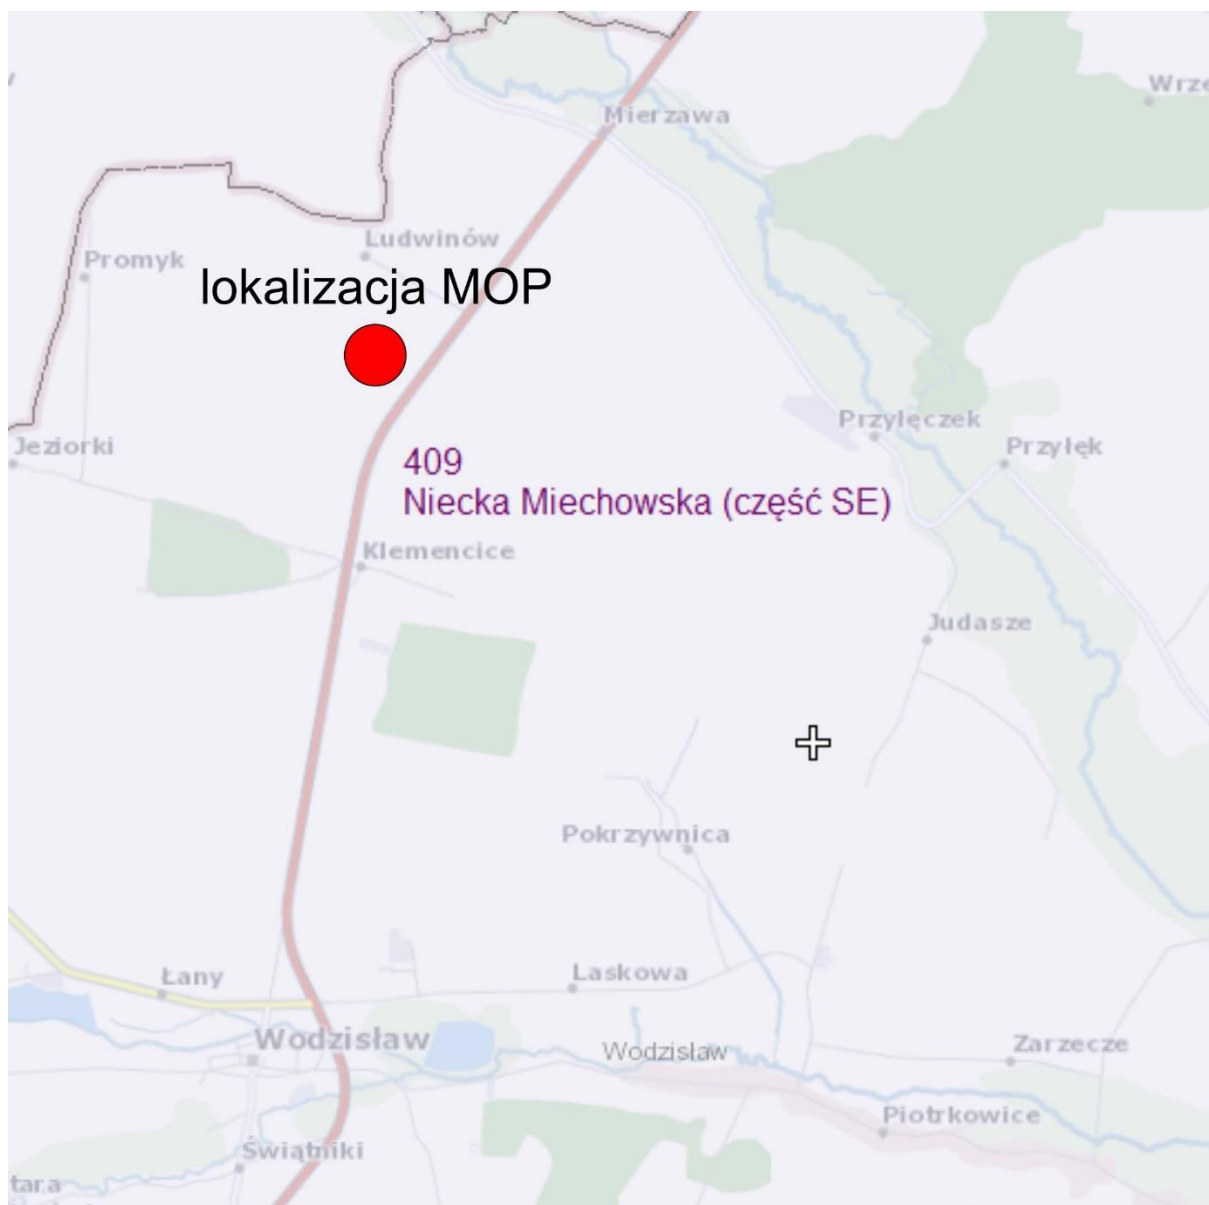 Wrze
Mierzawa
Ludwinów
Promyk
lokalizacja MOP
Przyłęczek
Jeziorki
Przyłęk
409
Niecka Miechowska (część SE)
Klemencice
Judasze
Pokrzywnica
Łany
Laskowa
Wodzisław
Wodzisław
Zarzecze
Piotrkowice
Świątniki
tara